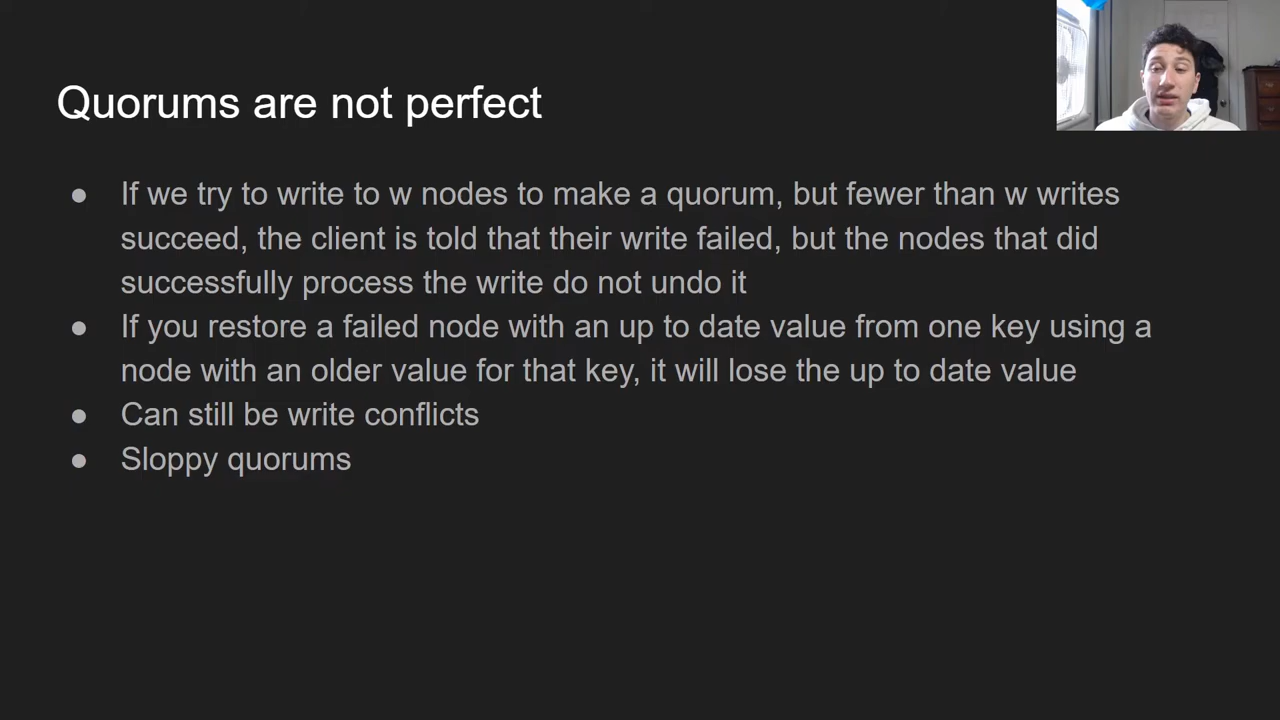 Quorums are not perfect
● If we try to write to w nodes to make a quorum, but fewer than w writes
succeed, the client is told that their write failed, but the nodes that did
successfully process the write do not undo it
● If you restore a failed node with an up to date value from one key using a
node with an older value for that key, it will lose the up to date value
● Can still be write conflicts
● Sloppy quorums